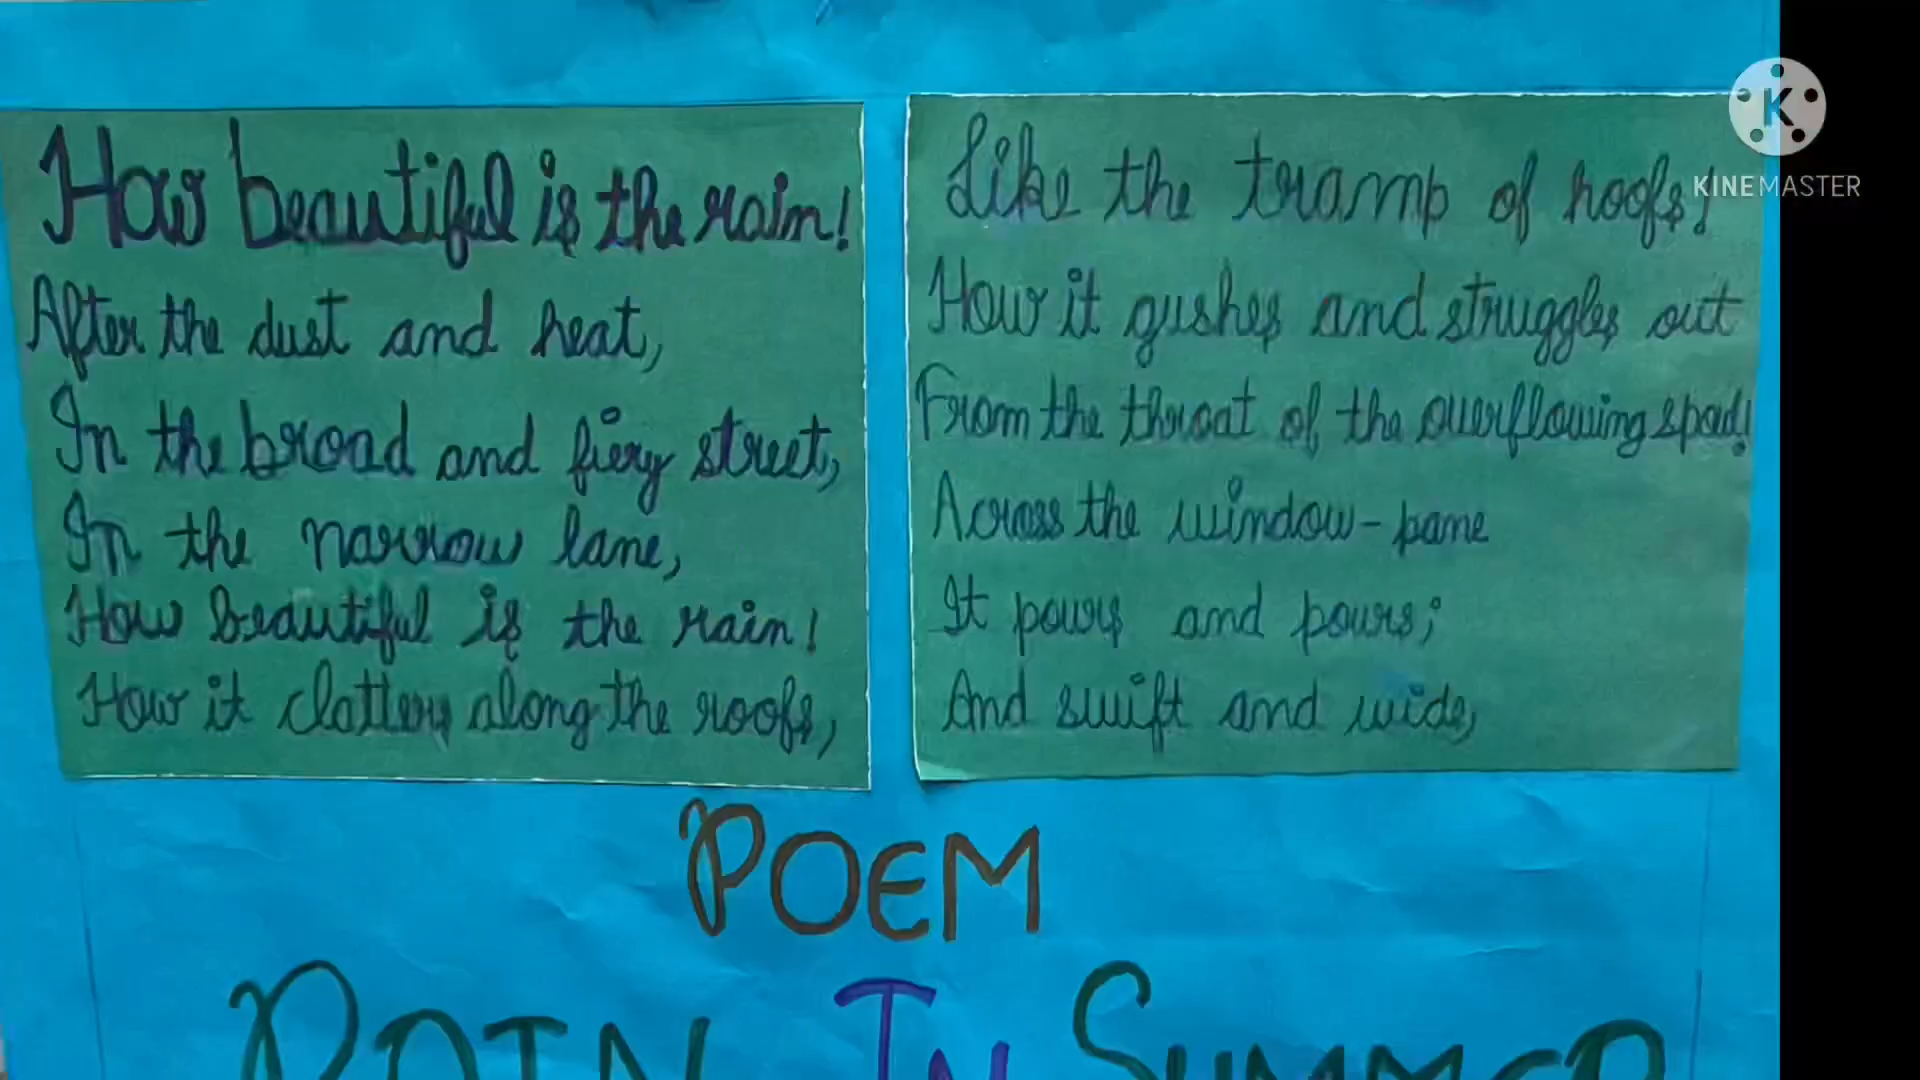 How beautiful is the rain!
After the dust and heat,
In the broad and fiery street,
In the narrow lane,
How beautiful is the rain!
How it clatters along the roofs,
Like the tramp of hoofs!
How it gushes and struggles out
From the throat of the overflowing spout!
Across the window-pane
It pours and pours;
And swift and wide,
POEM
RAIN IN SUMMER
KINEMASTER